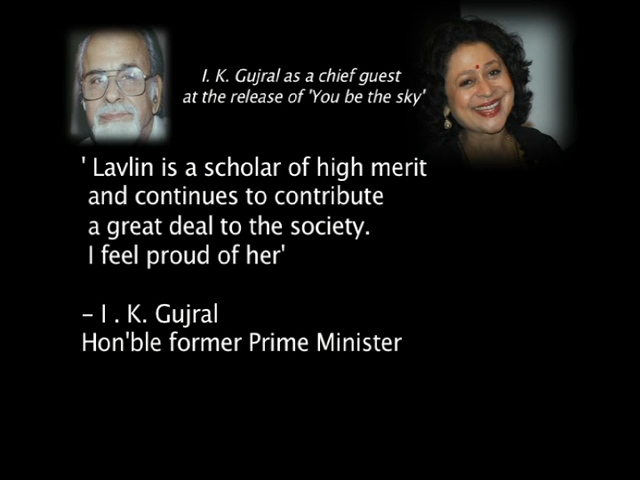 I. K. Gujral as a chief guest
at the release of 'You be the sky'
' Lavlin is a scholar of high merit
and continues to contribute
a great deal to the society.
I feel proud of her'
– I . K. Gujral
Hon'ble former Prime Minister